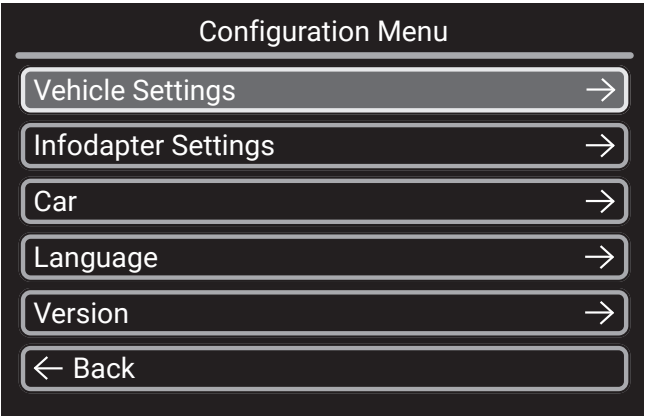 Configuration Menu
Vehicle Settings
Infodapter Settings
Car
Language
Version
Back